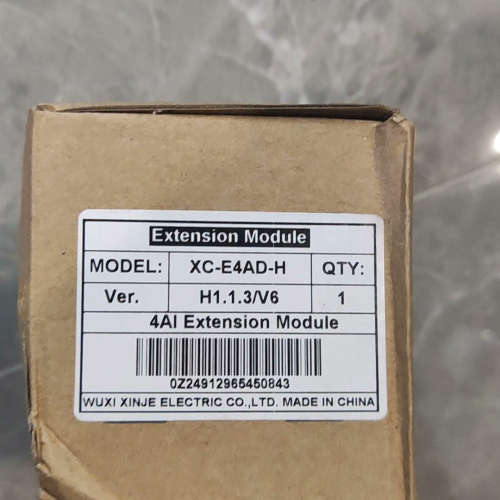 Extension Module
MODEL: XC-E4AD-H QTY:
Ver. H1.1.3/V6 1
4AI Extension Module
0Z24912965450843
WUXI XINJE ELECTRIC CO.,LTD. MADE IN CHINA